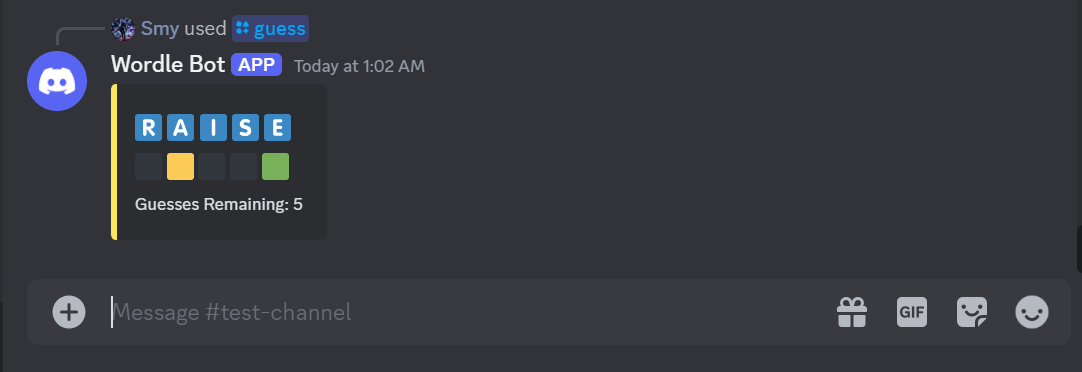 Smy used guess
Wordle Bot APP Today at 1:02 AM
R A I S E
Guesses Remaining: 5
Message #test-channel
GIF